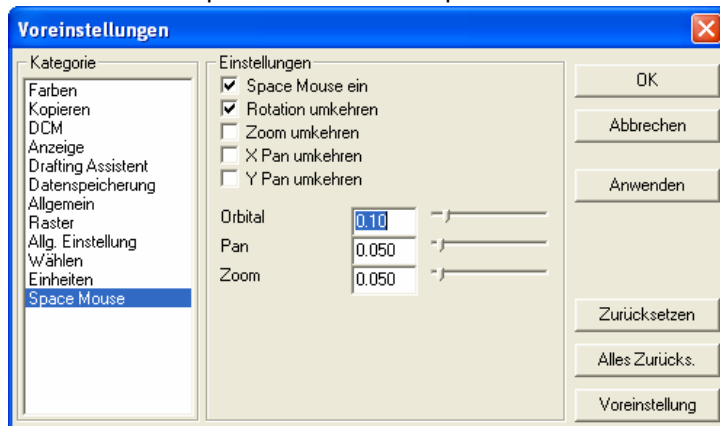 Voreinstellungen
Kategorie
Farben
Kopieren
DCM
Anzeige
Drafting Assistent
Datenspeicherung
Allgemein
Raster
Allg. Einstellung
Wählen
Einheiten
Space Mouse
Einstellungen
Space Mouse ein
Rotation umkehren
Zoom umkehren
X Pan umkehren
Y Pan umkehren
Orbital 0.10
Pan 0.050
Zoom 0.050
OK
Abbrechen
Anwenden
Zurücksetzen
Alles Zurücks.
Voreinstellung